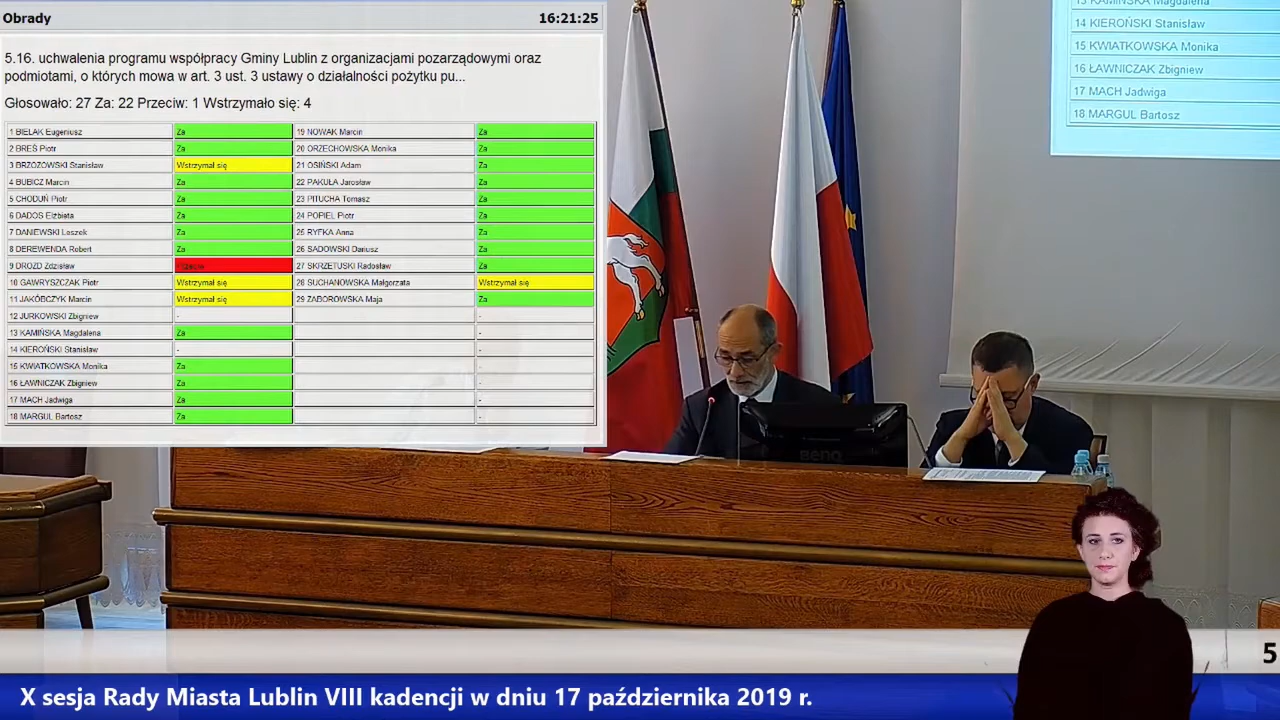 Obrady 16:21:25
5.16. uchwalenia programu współpracy Gminy Lublin z organizacjami pozarządowymi oraz
podmiotami, o których mowa w art. 3 ust. 3 ustawy o działalności pożytku pu...
Głosowało: 27 Za: 22 Przeciw: 1 Wstrzymało się: 4
1 BIELAK Eugeniusz Za 19 NOWAK Marcin Za
2 BREŚ Piotr Za 20 ORZECHOWSKA Monika Za
3 BRZOZOWSKI Stanisław Wstrzymał się 21 OSIŃSKI Adam Za
4 BUBICZ Marcin Za 22 PAKUŁA Jarosław Za
5 CHODUŃ Piotr Za 23 PITUCHA Tomasz Za
6 DADOS Elżbieta Za 24 POPIEL Piotr Za
7 DANIEWSKI Leszek Za 25 RYFKA Anna Za
8 DEREWENDA Robert Za 26 SADOWSKI Dariusz Za
9 DROZD Zdzisław 27 SKRZETUSKI Radosław Za
10 GAWRYSZCZAK Piotr Wstrzymał się 28 SUCHANOWSKA Małgorzata Wstrzymał się
11 JAKÓBCZYK Marcin Wstrzymał się 29 ZABOROWSKA Maja Za
12 JURKOWSKI Zbigniew - -
13 KAMIŃSKA Magdalena Za -
14 KIEROŃSKI Stanisław - -
15 KWIATKOWSKA Monika Za -
16 ŁAWNICZAK Zbigniew Za -
17 MACH Jadwiga Za -
18 MARGUL Bartosz Za -
13 KAMIŃSKA Magdalena
14 KIEROŃSKI Stanisław
15 KWIATKOWSKA Monika
16 ŁAWNICZAK Zbigniew
17 MACH Jadwiga
18 MARGUL Bartosz
BenQ
5
X sesja Rady Miasta Lublin VIII kadencji w dniu 17 października 2019 r.